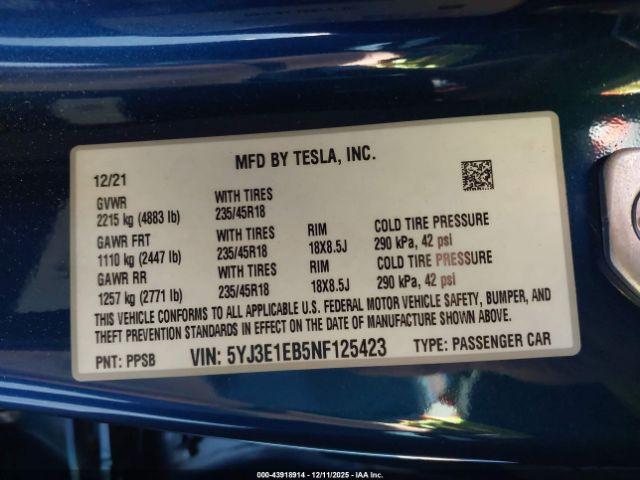 MFD BY TESLA, INC.
12/21
GVWR WITH TIRES
2215 kg (4883 lb) 235/45R18
GAWR FRT WITH TIRES RIM COLD TIRE PRESSURE
1110 kg (2447 lb) 235/45R18 18X8.5J 290 kPa, 42 psi
GAWR RR WITH TIRES RIM COLD TIRE PRESSURE
1257 kg (2771 lb) 235/45R18 18X8.5J 290 kPa, 42 psi
THIS VEHICLE CONFORMS TO ALL APPLICABLE U.S. FEDERAL MOTOR VEHICLE SAFETY, BUMPER, AND
THEFT PREVENTION STANDARDS IN EFFECT ON THE DATE OF MANUFACTURE SHOWN ABOVE.
PNT: PPSB VIN: 5YJ3E1EB5NF125423 TYPE: PASSENGER CAR
000-43918914 - 12/11/2025 - IAA Inc.